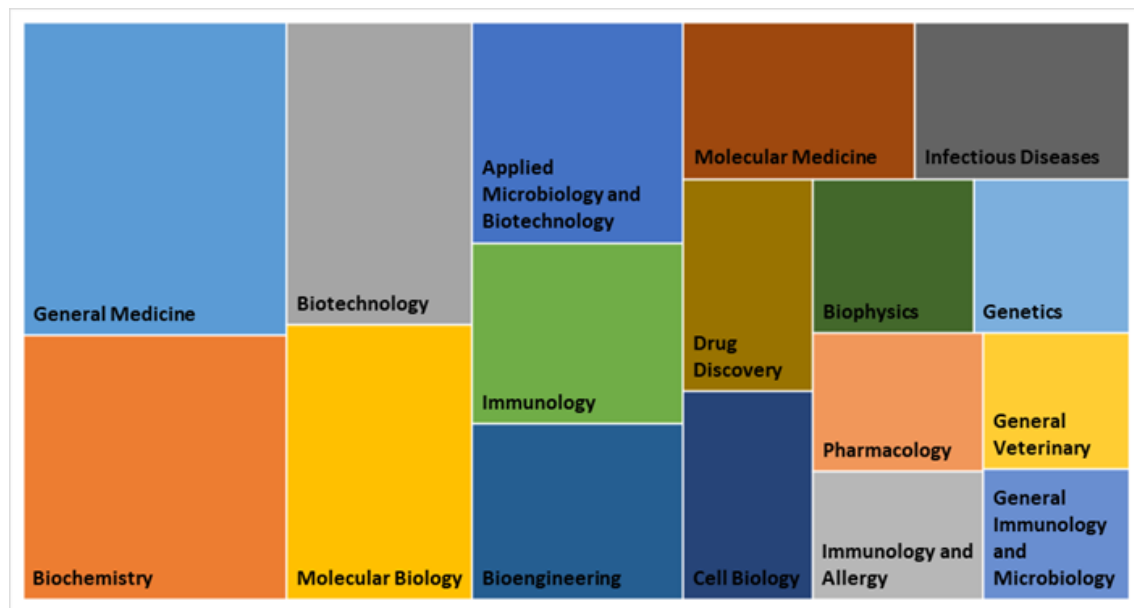 General Medicine
Biochemistry
Biotechnology
Molecular Biology
Applied
Microbiology and
Biotechnology
Immunology
Bioengineering
Molecular Medicine
Infectious Diseases
Drug
Discovery
Cell Biology
Biophysics
Genetics
Pharmacology
General
Veterinary
Immunology and
Allergy
General
Immunology
and
Microbiology